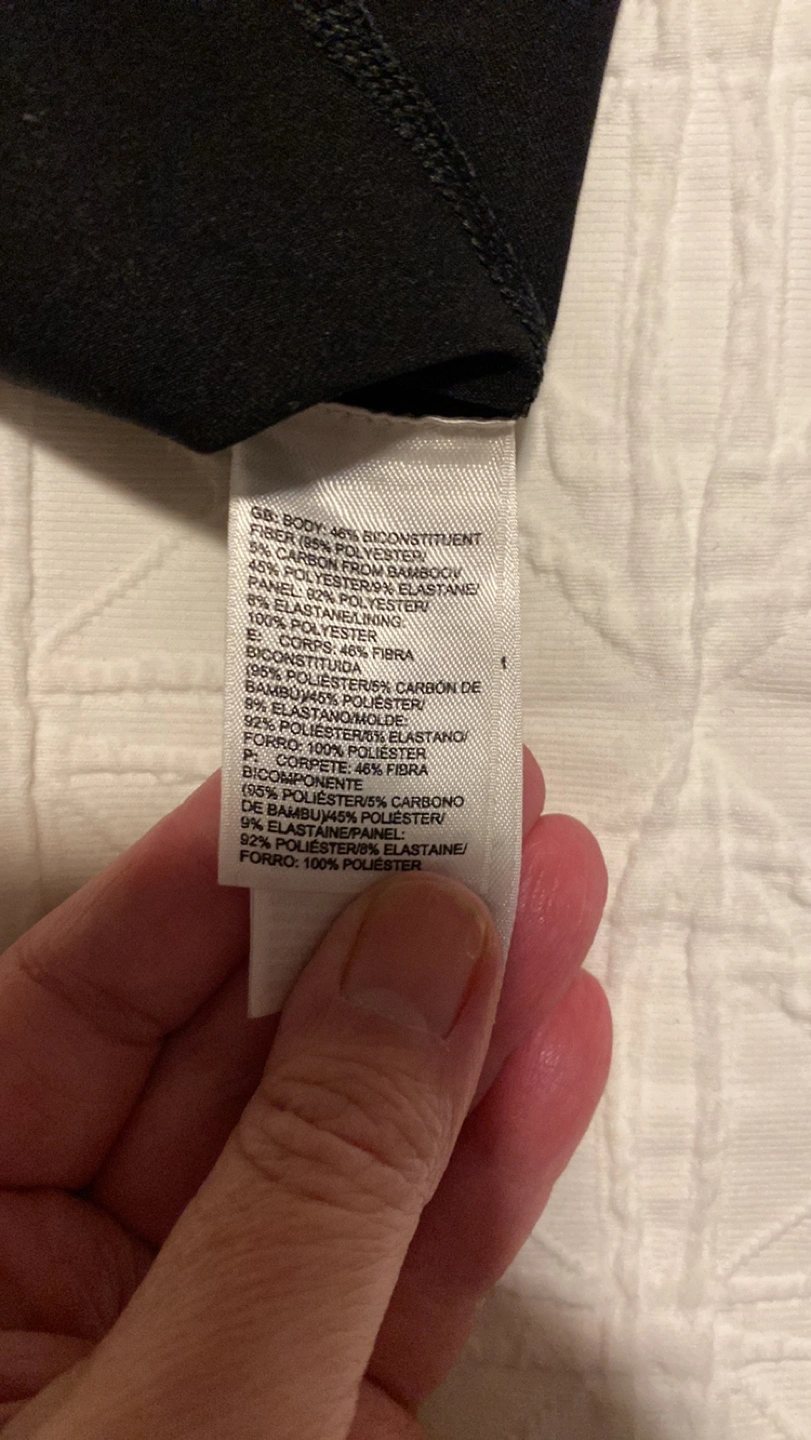 GB: BODY: 46% BICONSTITUENT
FIBER (95% POLYESTER/
5% CARBON FROM BAMBOO)/
45% POLYESTER/9% ELASTANE/
PANEL: 92% POLYESTER/
8% ELASTANE/LINING:
100% POLYESTER
E: CORPS: 46% FIBRA
BICONSTITUIDA
(95% POLIÉSTER/5% CARBÓN DE
BAMBÚ)/45% POLIÉSTER/
9% ELASTANO/MOLDE:
92% POLIÉSTER/8% ELASTANO/
FORRO: 100% POLIÉSTER
P: CORPETE: 46% FIBRA
BICOMPONENTE
(95% POLIÉSTER/5% CARBONO
DE BAMBU)/45% POLIÉSTER/
9% ELASTAINE/PAINEL:
92% POLIÉSTER/8% ELASTAINE/
FORRO: 100% POLIÉSTER